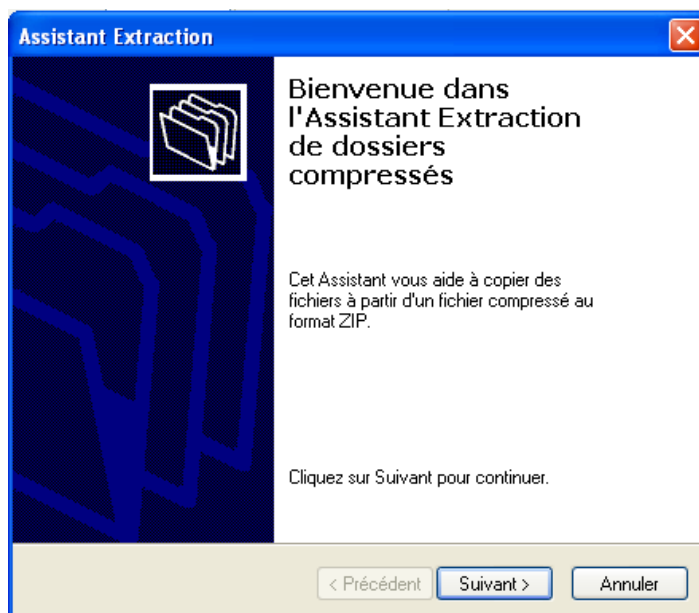 Assistant Extraction
Bienvenue dans
l'Assistant Extraction
de dossiers
compressés
Cet Assistant vous aide à copier des
fichiers à partir d'un fichier compressé au
format ZIP.
Cliquez sur Suivant pour continuer.
< Précédent Suivant > Annuler